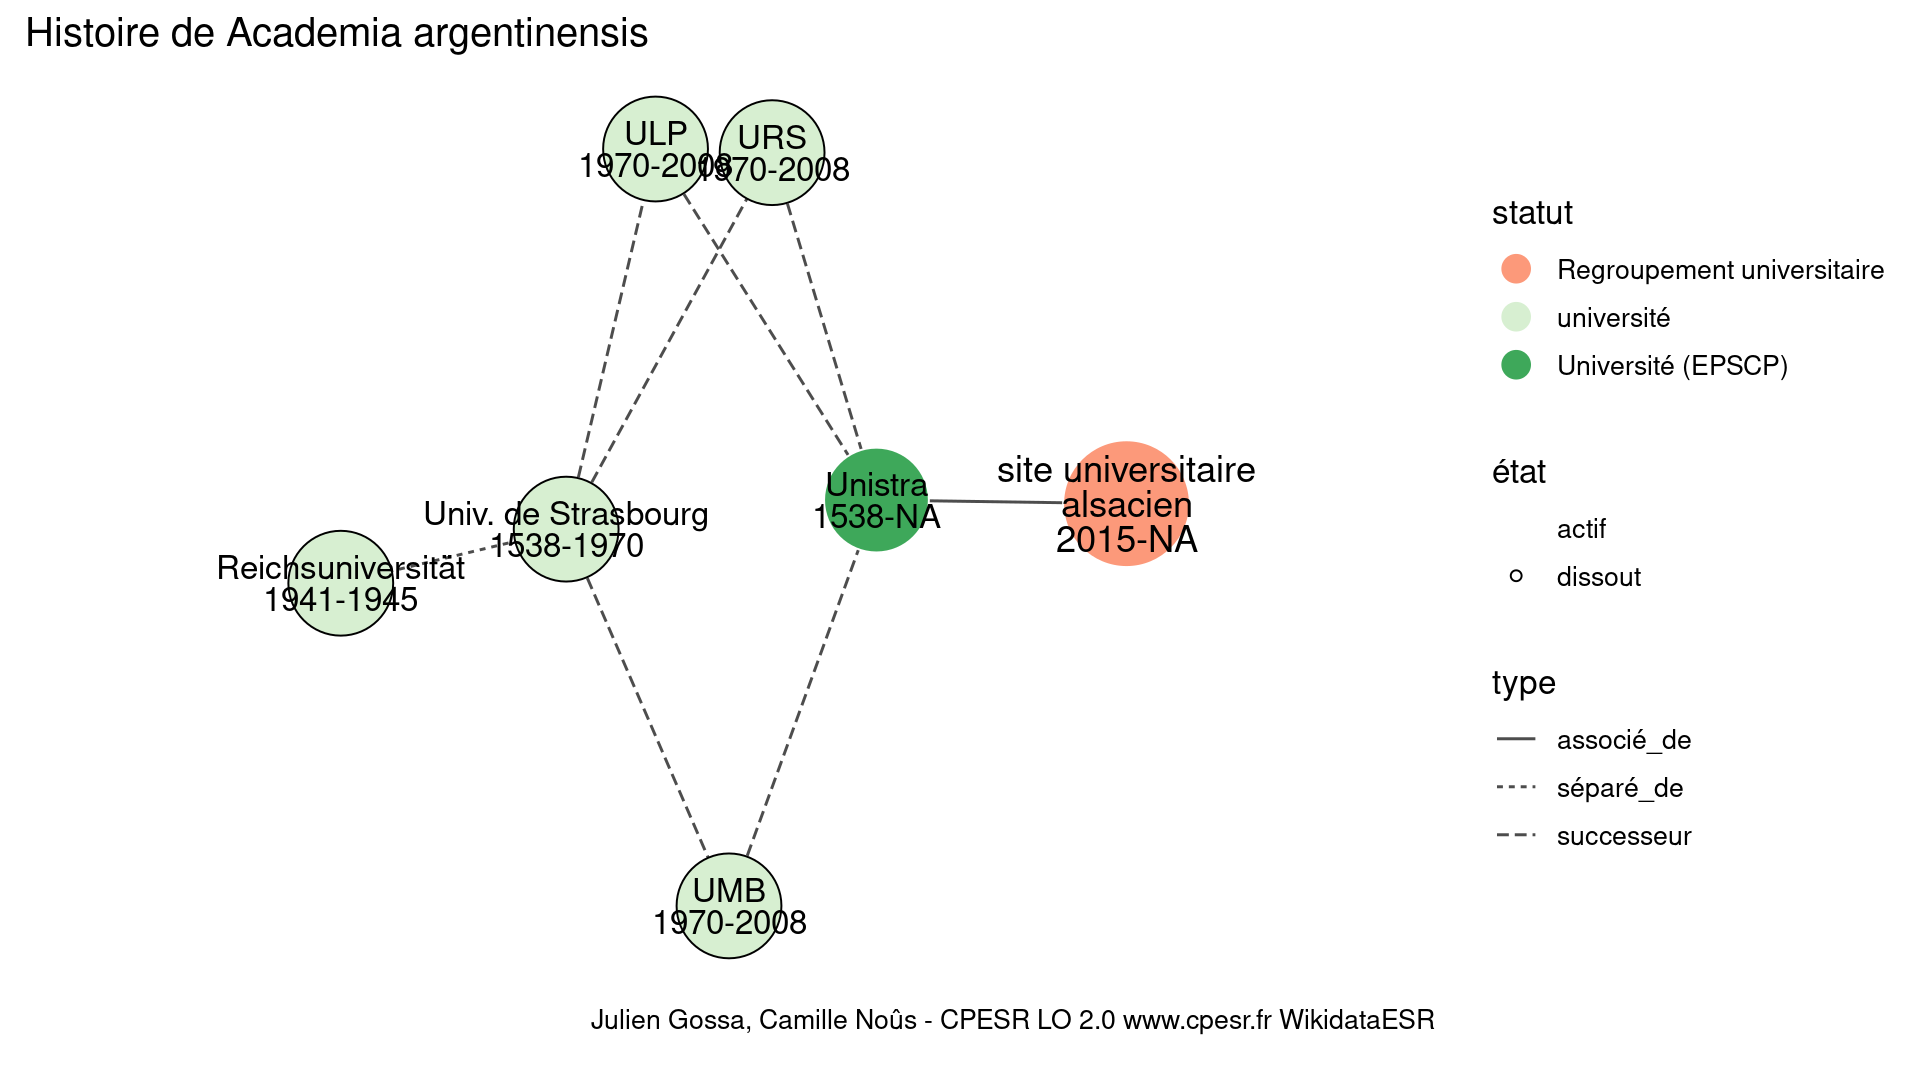 Histoire de Academia argentinensis
ULP
1970-2008
URS
1970-2008
Univ. de Strasbourg
1538-1970
Reichsuniversität
1941-1945
Unistra
1538-NA
site universitaire
alsacien
2015-NA
UMB
1970-2008
statut
Regroupement universitaire
université
Université (EPSCP)
état
actif
dissout
type
associé_de
séparé_de
successeur
Julien Gossa, Camille Noûs - CPESR LO 2.0 www.cpesr.fr WikidataESR